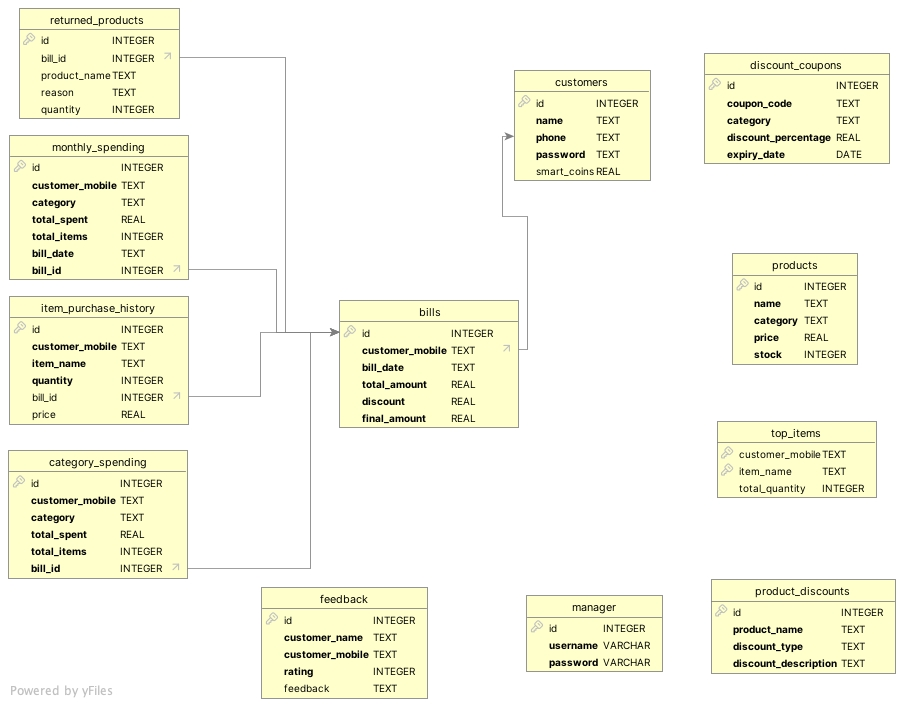 returned_products
id INTEGER
bill_id INTEGER
product_name TEXT
reason TEXT
quantity INTEGER
monthly_spending
id INTEGER
customer_mobile TEXT
category TEXT
total_spent REAL
total_items INTEGER
bill_date TEXT
bill_id INTEGER
item_purchase_history
id INTEGER
customer_mobile TEXT
item_name TEXT
quantity INTEGER
bill_id INTEGER
price REAL
category_spending
id INTEGER
customer_mobile TEXT
category TEXT
total_spent REAL
total_items INTEGER
bill_id INTEGER
bills
id INTEGER
customer_mobile TEXT
bill_date TEXT
total_amount REAL
discount REAL
final_amount REAL
customers
id INTEGER
name TEXT
phone TEXT
password TEXT
smart_coins REAL
discount_coupons
id INTEGER
coupon_code TEXT
category TEXT
discount_percentage REAL
expiry_date DATE
products
id INTEGER
name TEXT
category TEXT
price REAL
stock INTEGER
top_items
customer_mobile TEXT
item_name TEXT
total_quantity INTEGER
feedback
id INTEGER
customer_name TEXT
customer_mobile TEXT
rating INTEGER
feedback TEXT
manager
id INTEGER
username VARCHAR
password VARCHAR
product_discounts
id INTEGER
product_name TEXT
discount_type TEXT
discount_description TEXT
Powered by yFiles